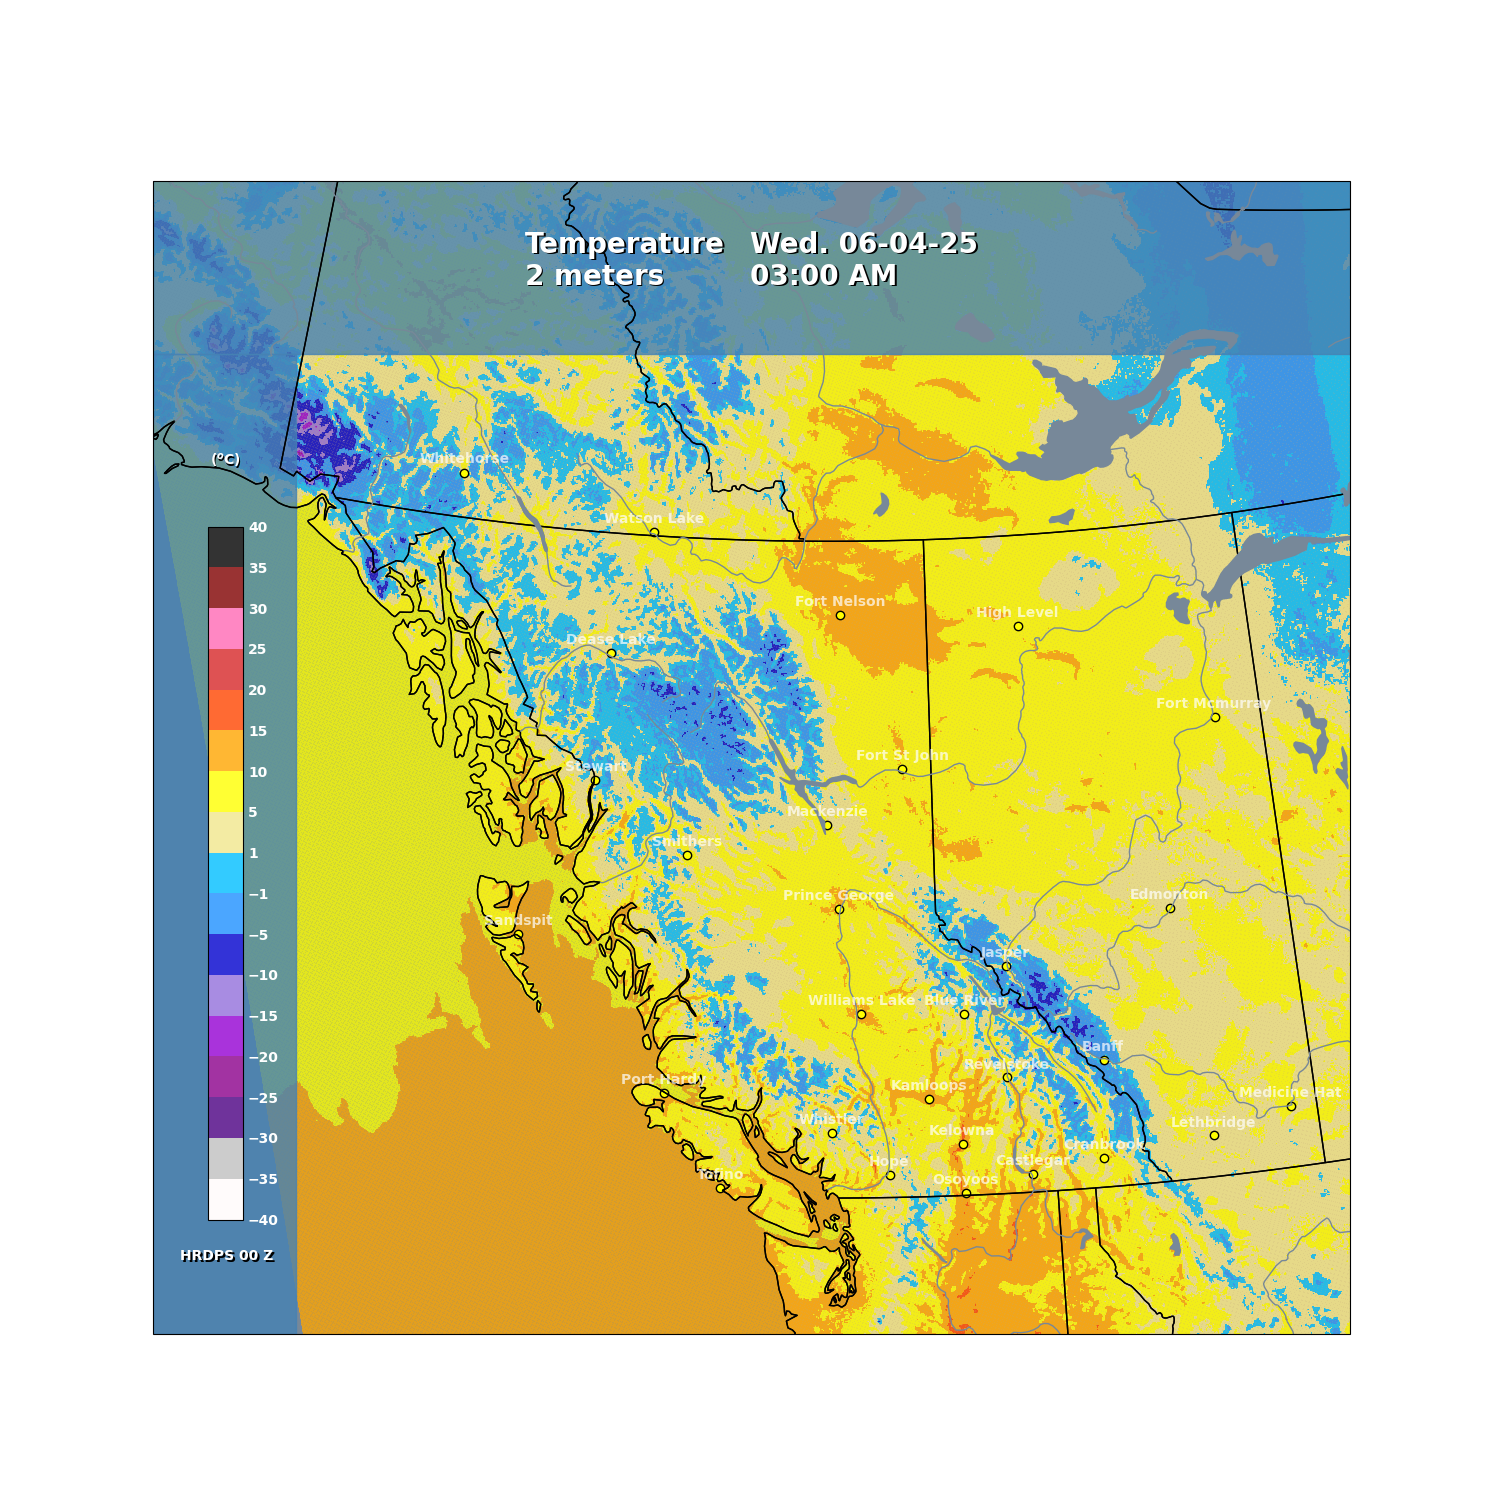 Temperature Wed. 06-04-25
2 meters 03:00 AM
Whitehorse
(°C)
Watson Lake
40
35
30
25
20
15
10
5
1
−1
−5
−10
−15
−20
−25
−30
−35
−40
Fort Nelson
High Level
Dease Lake
Fort Mcmurray
Stewart
Fort St John
Mackenzie
Smithers
Prince George
Edmonton
Sandspit
Jasper
Williams Lake
Blue River
Banff
Revelstoke
Port Hardy
Kamloops
Medicine Hat
Whistler
Kelowna
Lethbridge
Cranbrook
Hope
Castlegar
Tofino
Osoyoos
HRDPS 00 Z